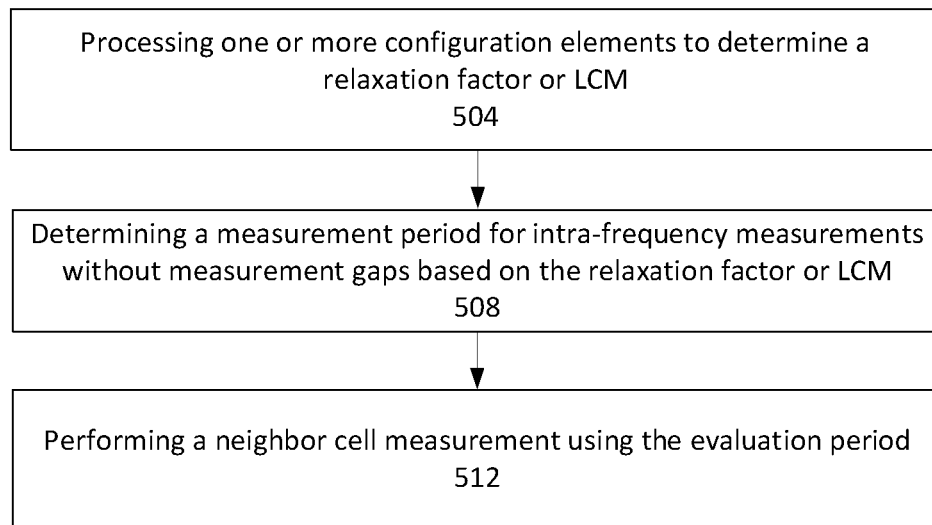 Processing one or more configuration elements to determine a
relaxation factor or LCM
504
Determining a measurement period for intra-frequency measurements
without measurement gaps based on the relaxation factor or LCM
508
Performing a neighbor cell measurement using the evaluation period
512